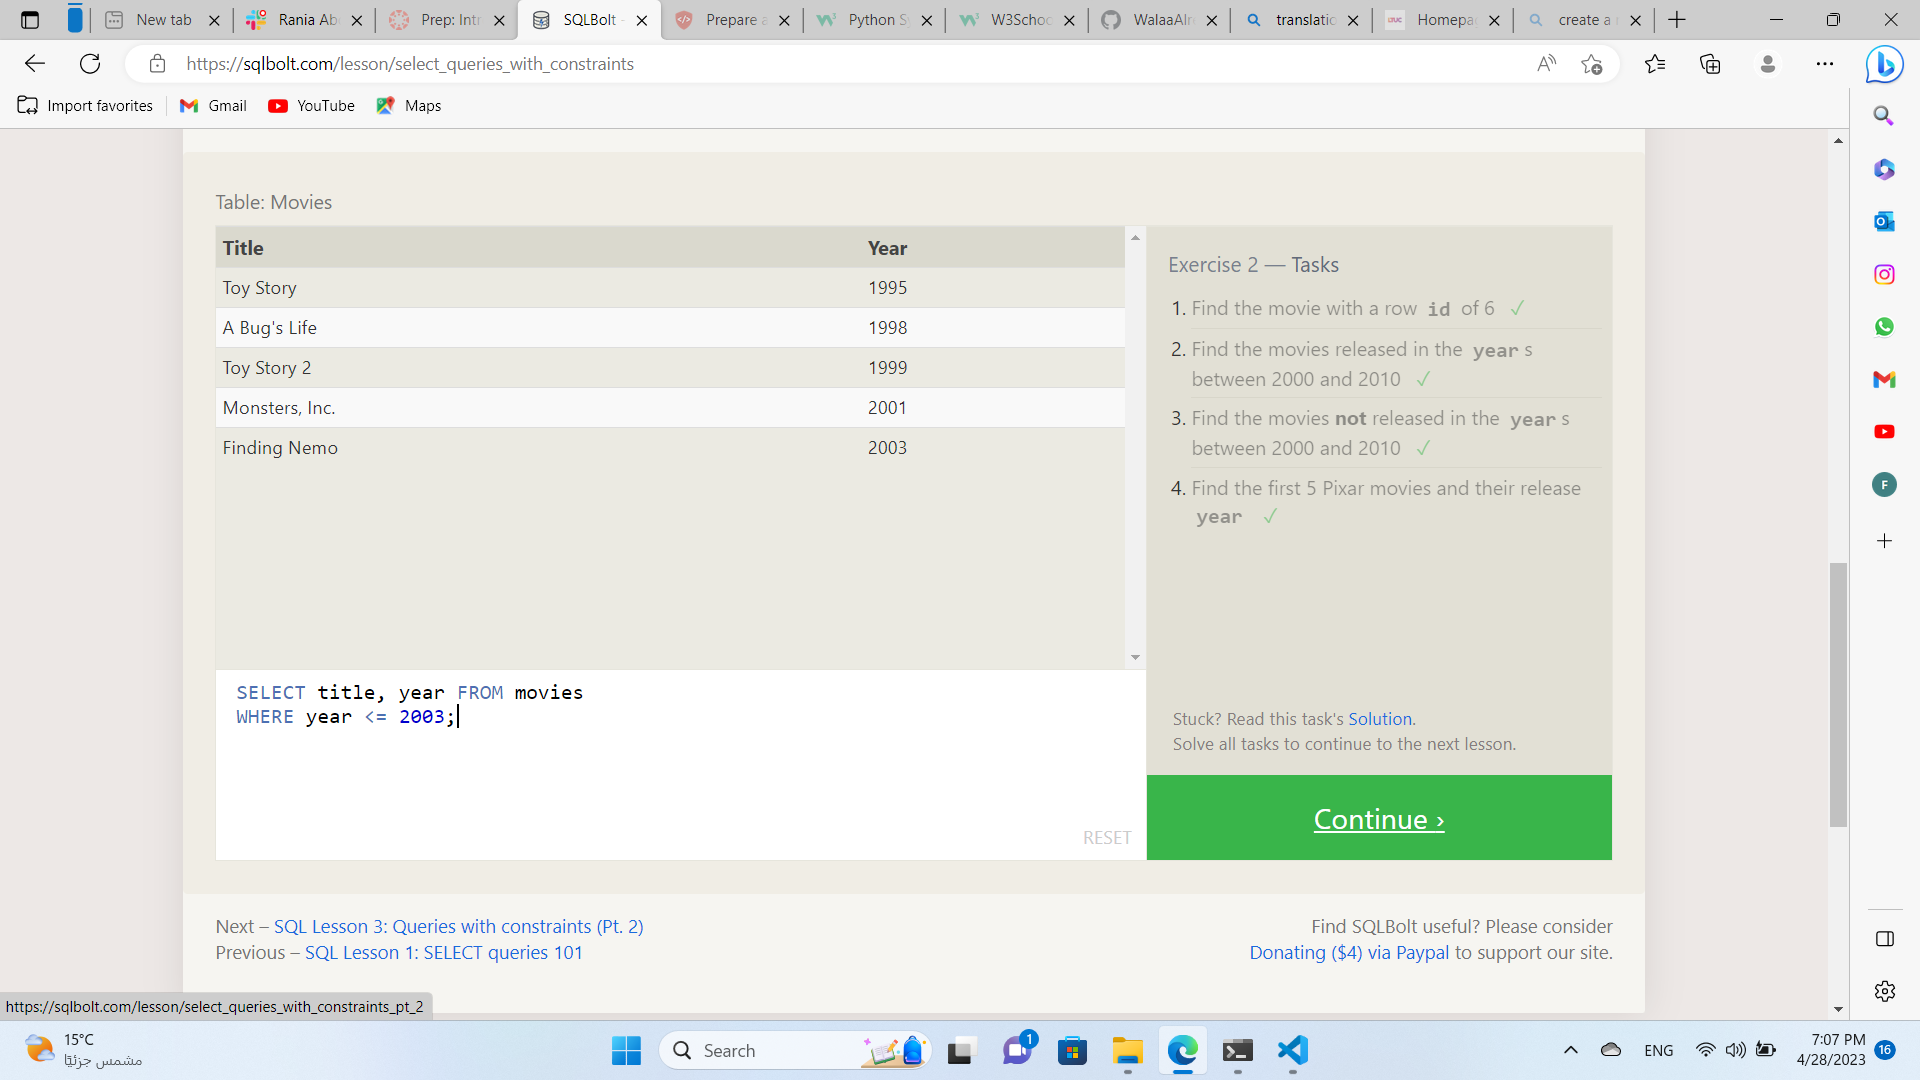 New tab
Rania Ab
Prep: Intr
SQLBolt -
Prepare a
Python S
W3Schoo
WalaaAlr
translatio
Homepa
create a r
https://sqlbolt.com/lesson/select_queries_with_constraints
Import favorites
Gmail
YouTube
Maps
Table: Movies
Title Year
Toy Story 1995
A Bug's Life 1998
Toy Story 2 1999
Monsters, Inc. 2001
Finding Nemo 2003
SELECT title, year FROM movies
WHERE year <= 2003;
RESET
Exercise 2 — Tasks
1. Find the movie with a row id of 6 ✓
2. Find the movies released in the year s
between 2000 and 2010 ✓
3. Find the movies not released in the year s
between 2000 and 2010 ✓
4. Find the first 5 Pixar movies and their release
year ✓
Stuck? Read this task's Solution.
Solve all tasks to continue to the next lesson.
Continue ›
Next – SQL Lesson 3: Queries with constraints (Pt. 2)
Previous – SQL Lesson 1: SELECT queries 101
Find SQLBolt useful? Please consider
Donating ($4) via Paypal to support our site.
https://sqlbolt.com/lesson/select_queries_with_constraints_pt_2
F
15°C
مشمس جزئيًا
Search
1
ENG
7:07 PM
4/28/2023
16